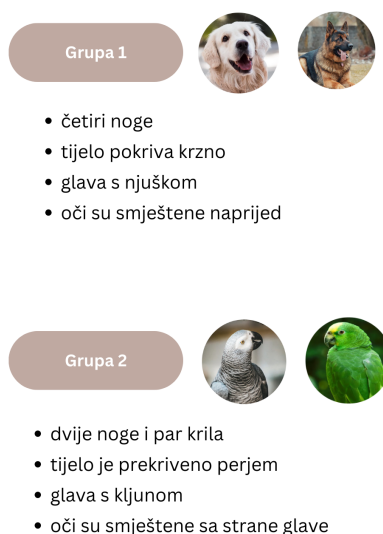 Grupa 1
četiri noge
tijelo pokriva krzno
glava s njuškom
oči su smještene naprijed
Grupa 2
dvije noge i par krila
tijelo je prekriveno perjem
glava s kljunom
oči su smještene sa strane glave